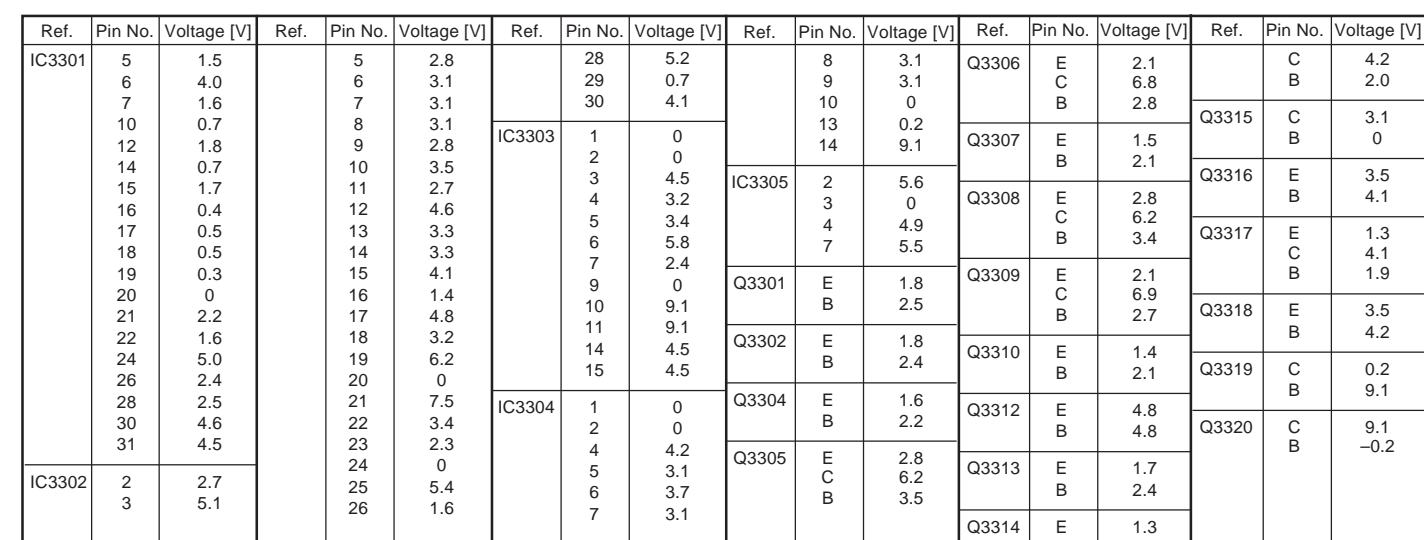 Ref. Pin No. Voltage [V]
IC3301 5 1.5
6 4.0
7 1.6
10 0.7
12 1.8
14 0.7
15 1.7
16 0.4
17 0.5
18 0.5
19 0.3
20 0
21 2.2
22 1.6
24 5.0
26 2.4
28 2.5
30 4.6
31 4.5
IC3302 2 2.7
3 5.1
Ref. Pin No. Voltage [V]
5 2.8
6 3.1
7 3.1
8 3.1
9 2.8
10 3.5
11 2.7
12 4.6
13 3.3
14 3.3
15 4.1
16 1.4
17 4.8
18 3.2
19 6.2
20 0
21 7.5
22 3.4
23 2.3
24 0
25 5.4
26 1.6
Ref. Pin No. Voltage [V]
28 5.2
29 0.7
30 4.1
IC3303 1 0
2 0
3 4.5
4 3.2
5 3.4
6 5.8
7 2.4
9 0
10 9.1
11 9.1
14 4.5
15 4.5
IC3304 1 0
2 0
4 4.2
5 3.1
6 3.7
7 3.1
Ref. Pin No. Voltage [V]
8 3.1
9 3.1
10 0
13 0.2
14 9.1
IC3305 2 5.6
3 0
4 4.9
7 5.5
Q3301 E 1.8
B 2.5
Q3302 E 1.8
B 2.4
Q3304 E 1.6
B 2.2
Q3305 E 2.8
C 6.2
B 3.5
Ref. Pin No. Voltage [V]
Q3306 E 2.1
C 6.8
B 2.8
Q3307 E 1.5
B 2.1
Q3308 E 2.8
C 6.2
B 3.4
Q3309 E 2.1
C 6.9
B 2.7
Q3310 E 1.4
B 2.1
Q3312 E 4.8
B 4.8
Q3313 E 1.7
B 2.4
Q3314 E 1.3
Ref. Pin No. Voltage [V]
C 4.2
B 2.0
Q3315 C 3.1
B 0
Q3316 E 3.5
B 4.1
Q3317 E 1.3
C 4.1
B 1.9
Q3318 E 3.5
B 4.2
Q3319 C 0.2
B 9.1
Q3320 C 9.1
B –0.2